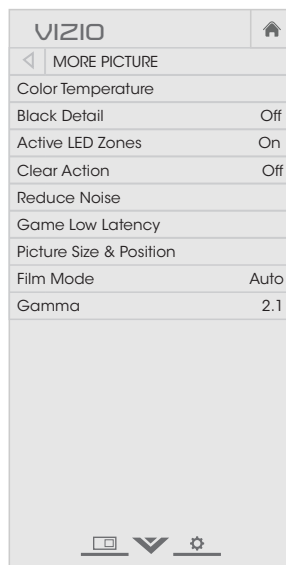 VIZIO
MORE PICTURE
Color Temperature
Black Detail Off
Active LED Zones On
Clear Action Off
Reduce Noise
Game Low Latency
Picture Size & Position
Film Mode Auto
Gamma 2.1